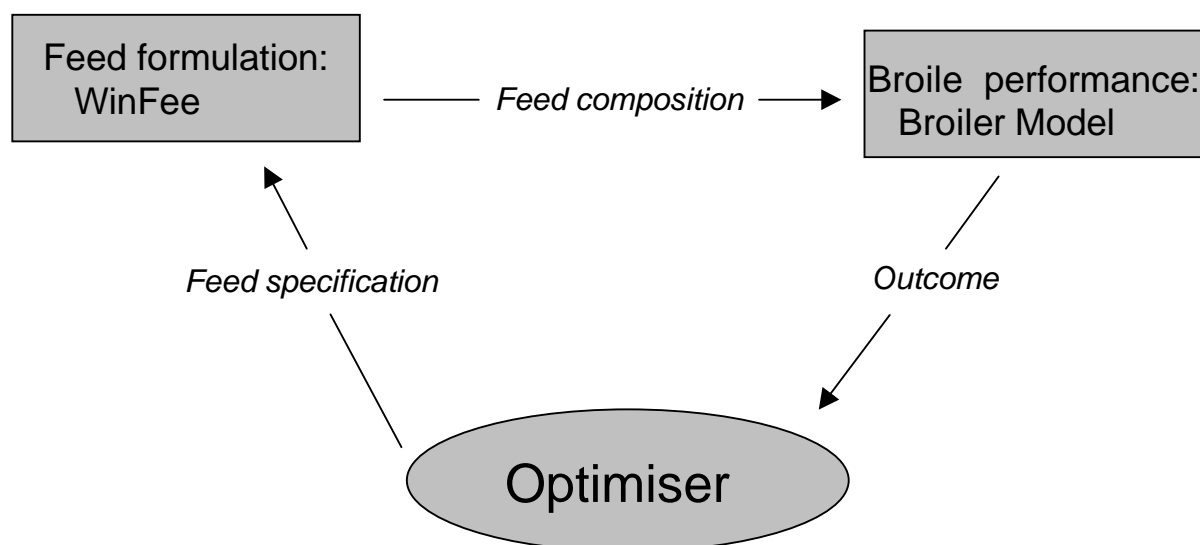 Feed formulation:
WinFee
Feed composition
Broile performance:
Broiler Model
Feed specification
Outcome
Optimiser